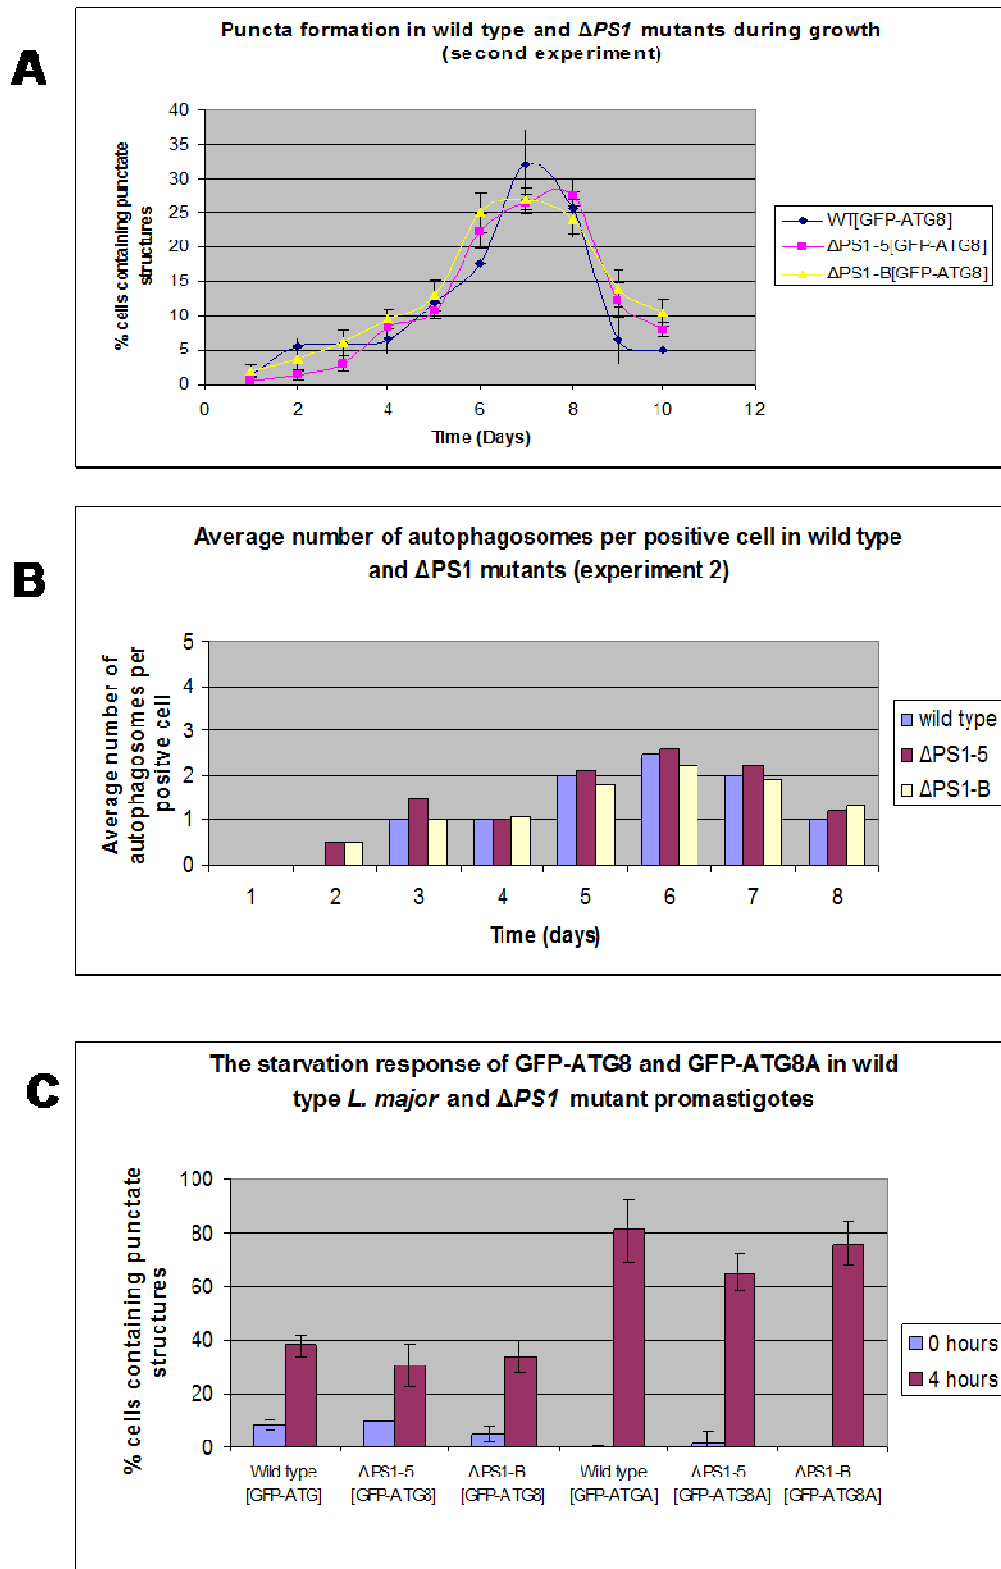 A
Puncta formation in wild type and ΔPS1 mutants during growth
(second experiment)
% cells containing punctate
structures
40
35
30
25
20
15
10
5
0
0 2 4 6 8 10 12
Time (Days)
WT[GFP-ATG8]
ΔPS1-5[GFP-ATG8]
ΔPS1-B[GFP-ATG8]
B
Average number of autophagosomes per positive cell in wild type
and ΔPS1 mutants (experiment 2)
Average number of
autophagosomes per
positve cell
5
4
3
2
1
0
1 2 3 4 5 6 7 8
Time (days)
wild type
ΔPS1-5
ΔPS1-B
C
The starvation response of GFP-ATG8 and GFP-ATG8A in wild
type L. major and ΔPS1 mutant promastigotes
% cells containing punctate
structures
100
80
60
40
20
0
Wild type ΔPS1-5 ΔPS1-B Wild type ΔPS1-5 ΔPS1-B
[GFP-ATG] [GFP-ATG8] [GFP-ATG8] [GFP-ATGA] [GFP-ATG8A] [GFP-ATG8A]
0 hours
4 hours